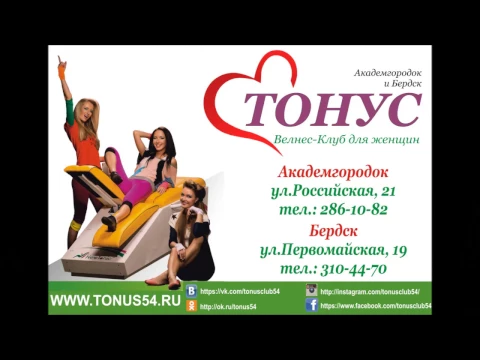 Академгородок
и Бердск
ТОНУС
Велнес-Клуб для женщин
Академгородок
ул.Российская, 21
тел.: 286-10-82
Бердск
ул.Первомайская, 19
тел.: 310-44-70
WWW.TONUS54.RU
https://vk.com/tonusclub54
http://ok.ru/tonus54
http://instagram.com/tonusclub54/
https://www.facebook.com/tonusclub54